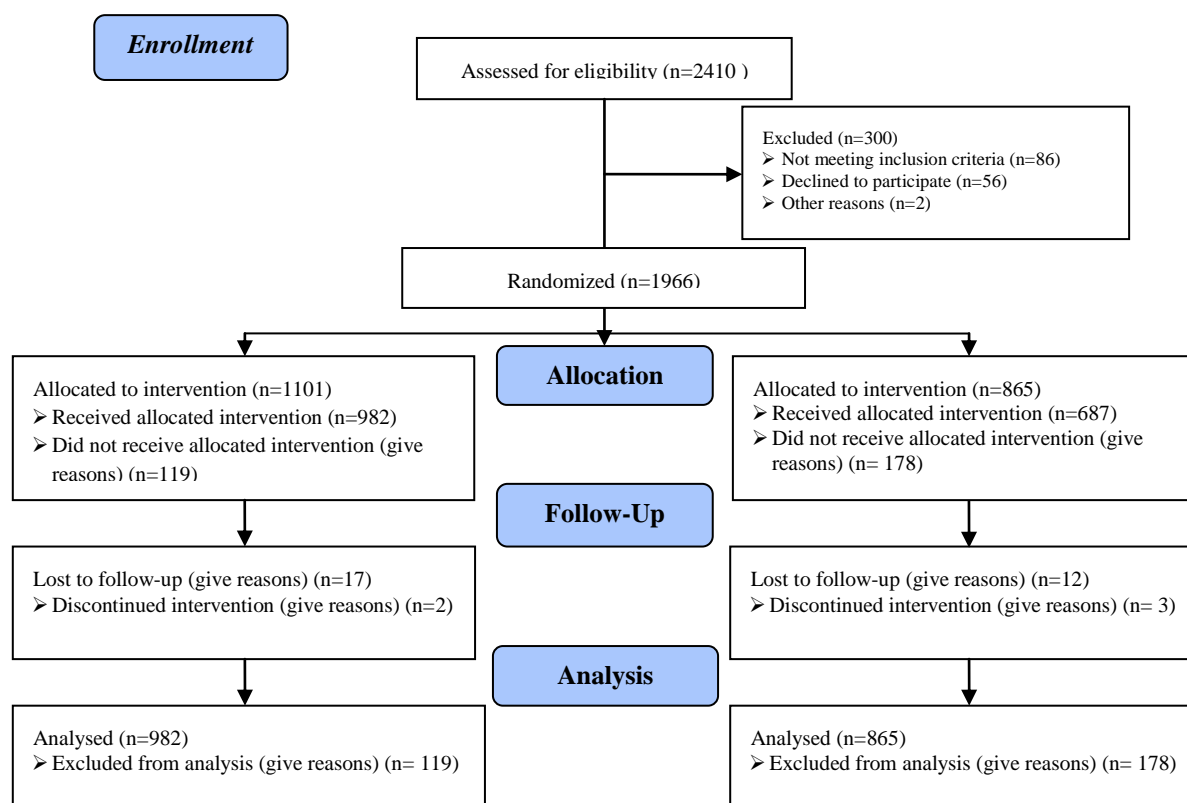 Enrollment
Assessed for eligibility (n=2410 )
Excluded (n=300)
➢ Not meeting inclusion criteria (n=86)
➢ Declined to participate (n=56)
➢ Other reasons (n=2)
Randomized (n=1966)
Allocation
Allocated to intervention (n=1101)
➢ Received allocated intervention (n=982)
➢ Did not receive allocated intervention (give
reasons) (n=119)
Allocated to intervention (n=865)
➢ Received allocated intervention (n=687)
➢ Did not receive allocated intervention (give
reasons) (n= 178)
Follow-Up
Lost to follow-up (give reasons) (n=17)
➢ Discontinued intervention (give reasons) (n=2)
Lost to follow-up (give reasons) (n=12)
➢ Discontinued intervention (give reasons) (n= 3)
Analysis
Analysed (n=982)
➢ Excluded from analysis (give reasons) (n= 119)
Analysed (n=865)
➢ Excluded from analysis (give reasons) (n= 178)